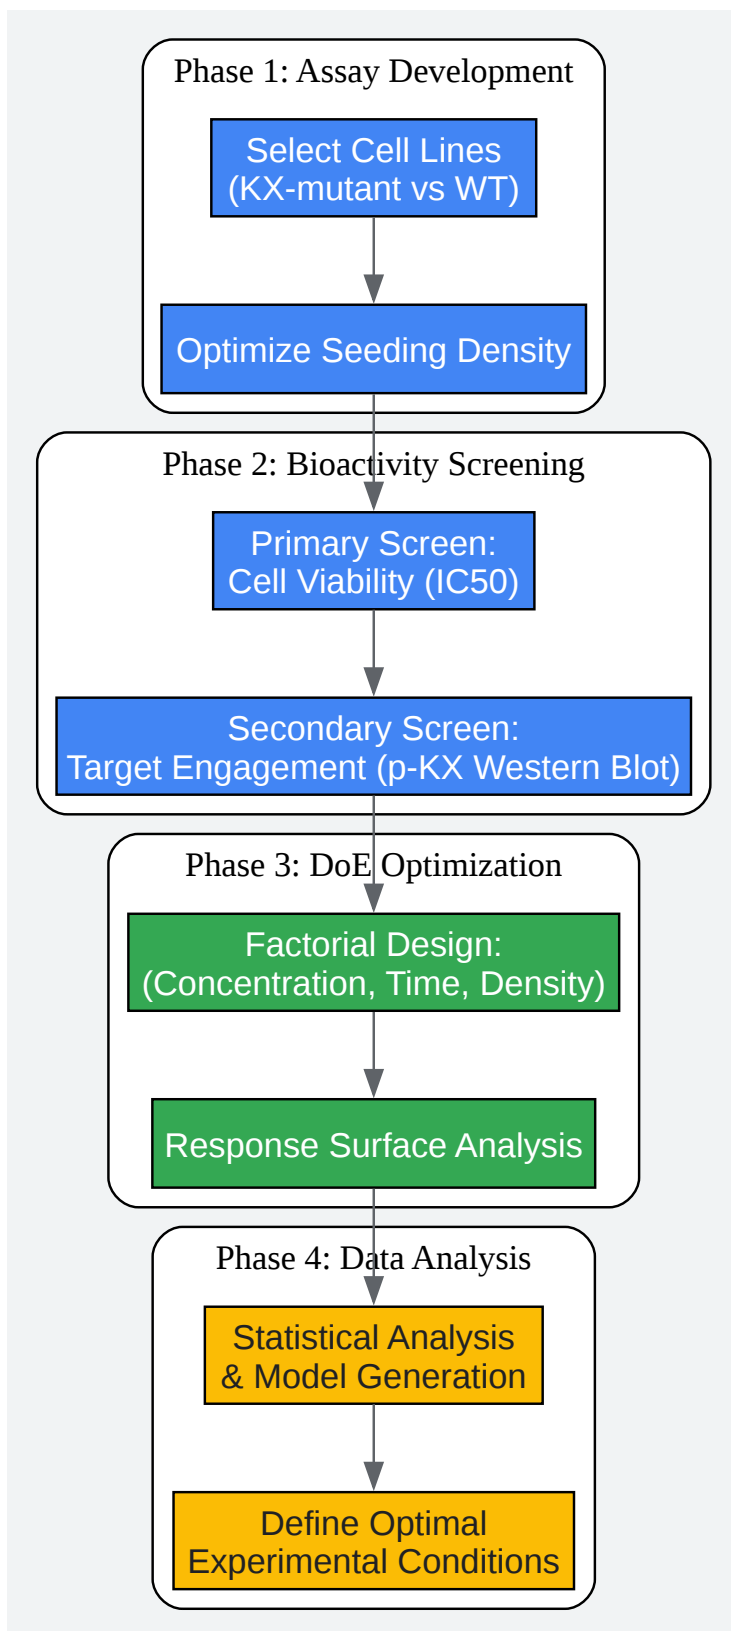 Phase 1: Assay Development
Select Cell Lines
(KX-mutant vs WT)
Optimize Seeding Density
Phase 2: Bioactivity Screening
Primary Screen:
Cell Viability (IC50)
Secondary Screen:
Target Engagement (p-KX Western Blot)
Phase 3: DoE Optimization
Factorial Design:
(Concentration, Time, Density)
Response Surface Analysis
Phase 4: Data Analysis
Statistical Analysis
& Model Generation
Define Optimal
Experimental Conditions